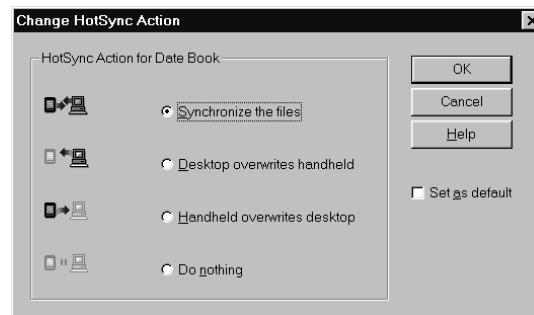 Change HotSync Action
HotSync Action for Date Book
Synchronize the files
Desktop overwrites handheld
Handheld overwrites desktop
Do nothing
OK
Cancel
Help
Set as default